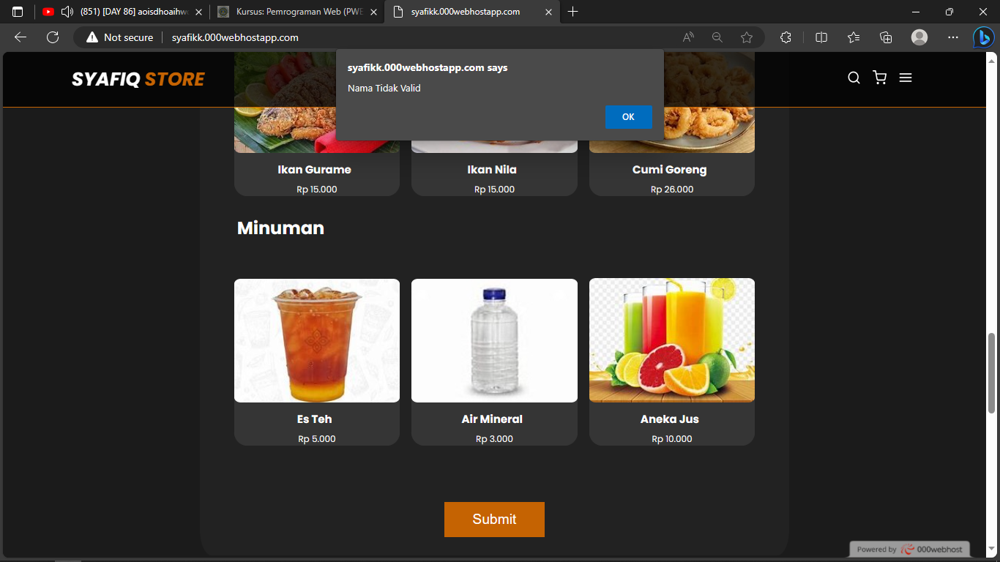 (851) [DAY 86] aoisdhoaihw
Kursus: Pemrograman Web (PWE
syafikk.000webhostapp.com
Not secure
syafikk.000webhostapp.com
SYAFIQ STORE
syafikk.000webhostapp.com says
Nama Tidak Valid
OK
Ikan Gurame
Ikan Nila
Cumi Goreng
Rp 15.000
Rp 15.000
Rp 26.000
Minuman
Es Teh
Air Mineral
Aneka Jus
Rp 5.000
Rp 3.000
Rp 10.000
Submit
Powered by 000webhost